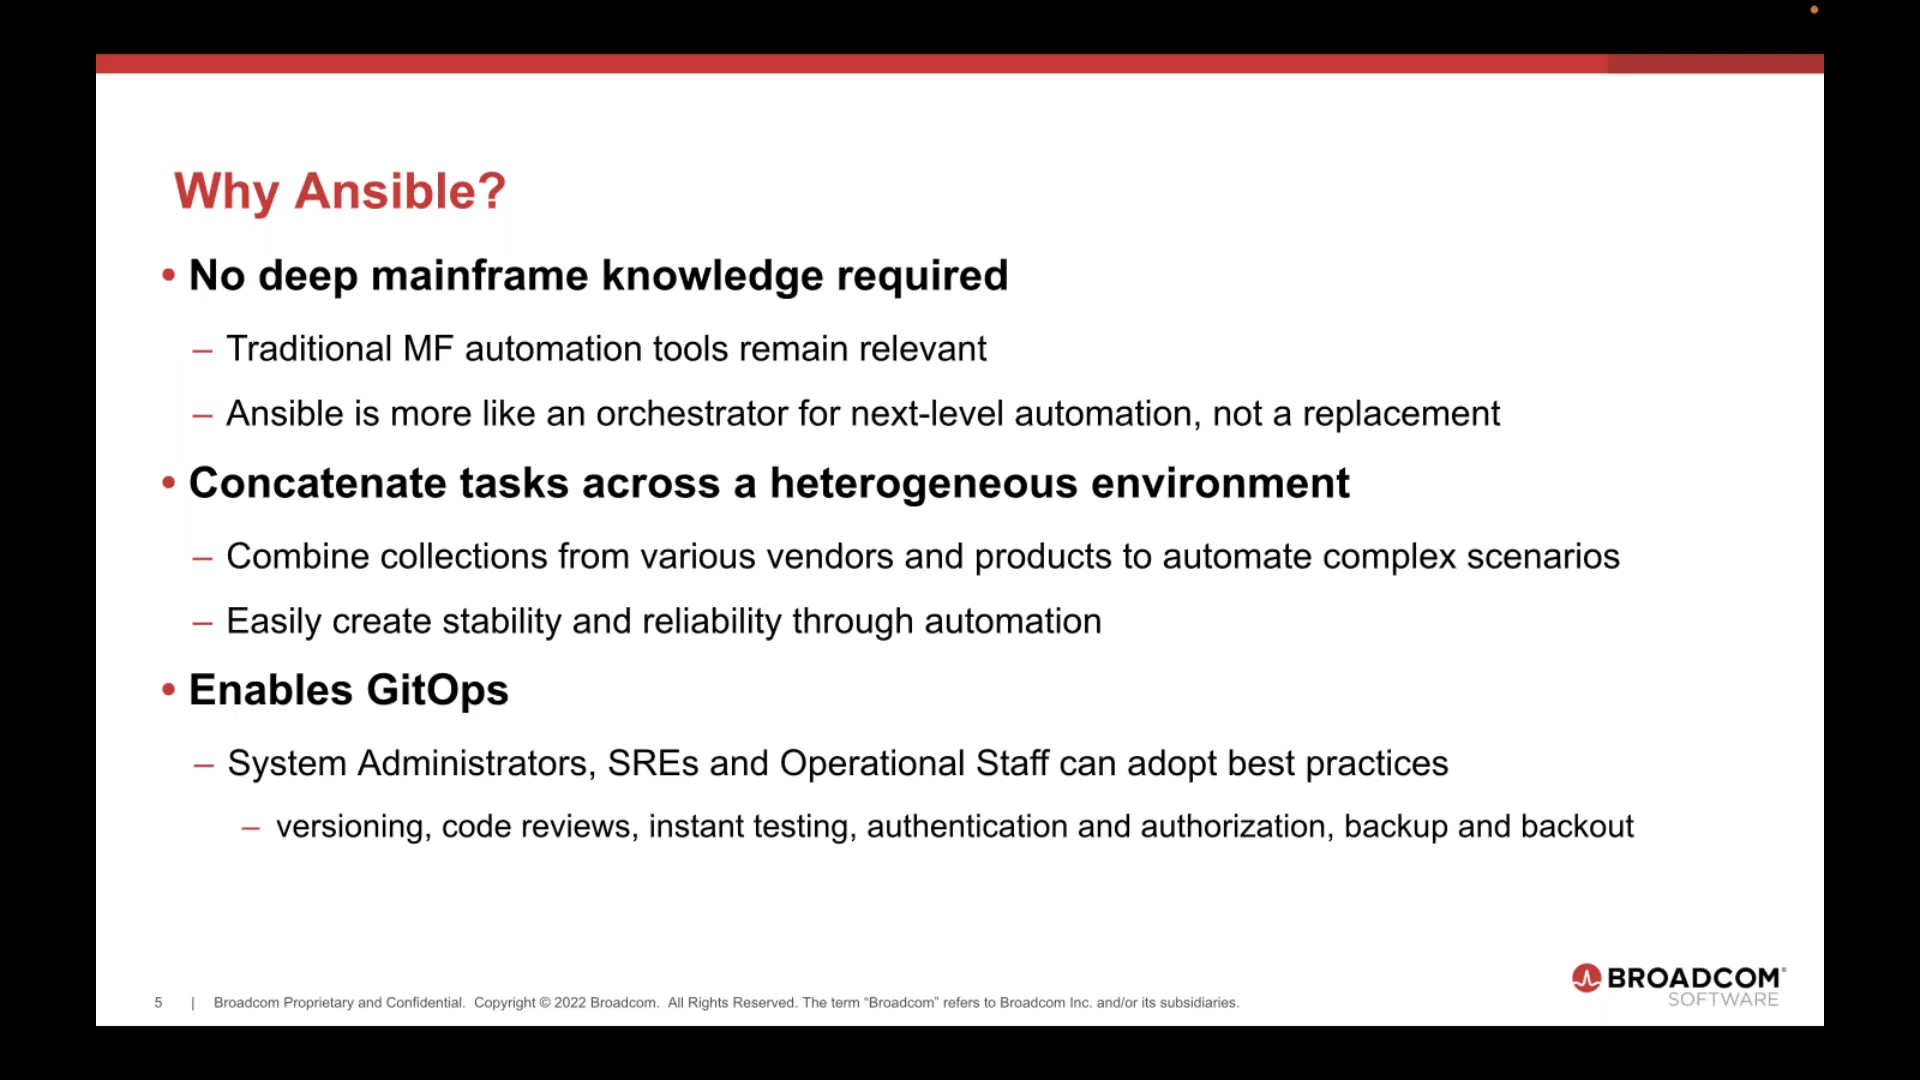 Why Ansible?
• No deep mainframe knowledge required
– Traditional MF automation tools remain relevant
– Ansible is more like an orchestrator for next-level automation, not a replacement
• Concatenate tasks across a heterogeneous environment
– Combine collections from various vendors and products to automate complex scenarios
– Easily create stability and reliability through automation
• Enables GitOps
– System Administrators, SREs and Operational Staff can adopt best practices
– versioning, code reviews, instant testing, authentication and authorization, backup and backout
5 | Broadcom Proprietary and Confidential. Copyright © 2022 Broadcom. All Rights Reserved. The term “Broadcom” refers to Broadcom Inc. and/or its subsidiaries.
BROADCOM®
SOFTWARE